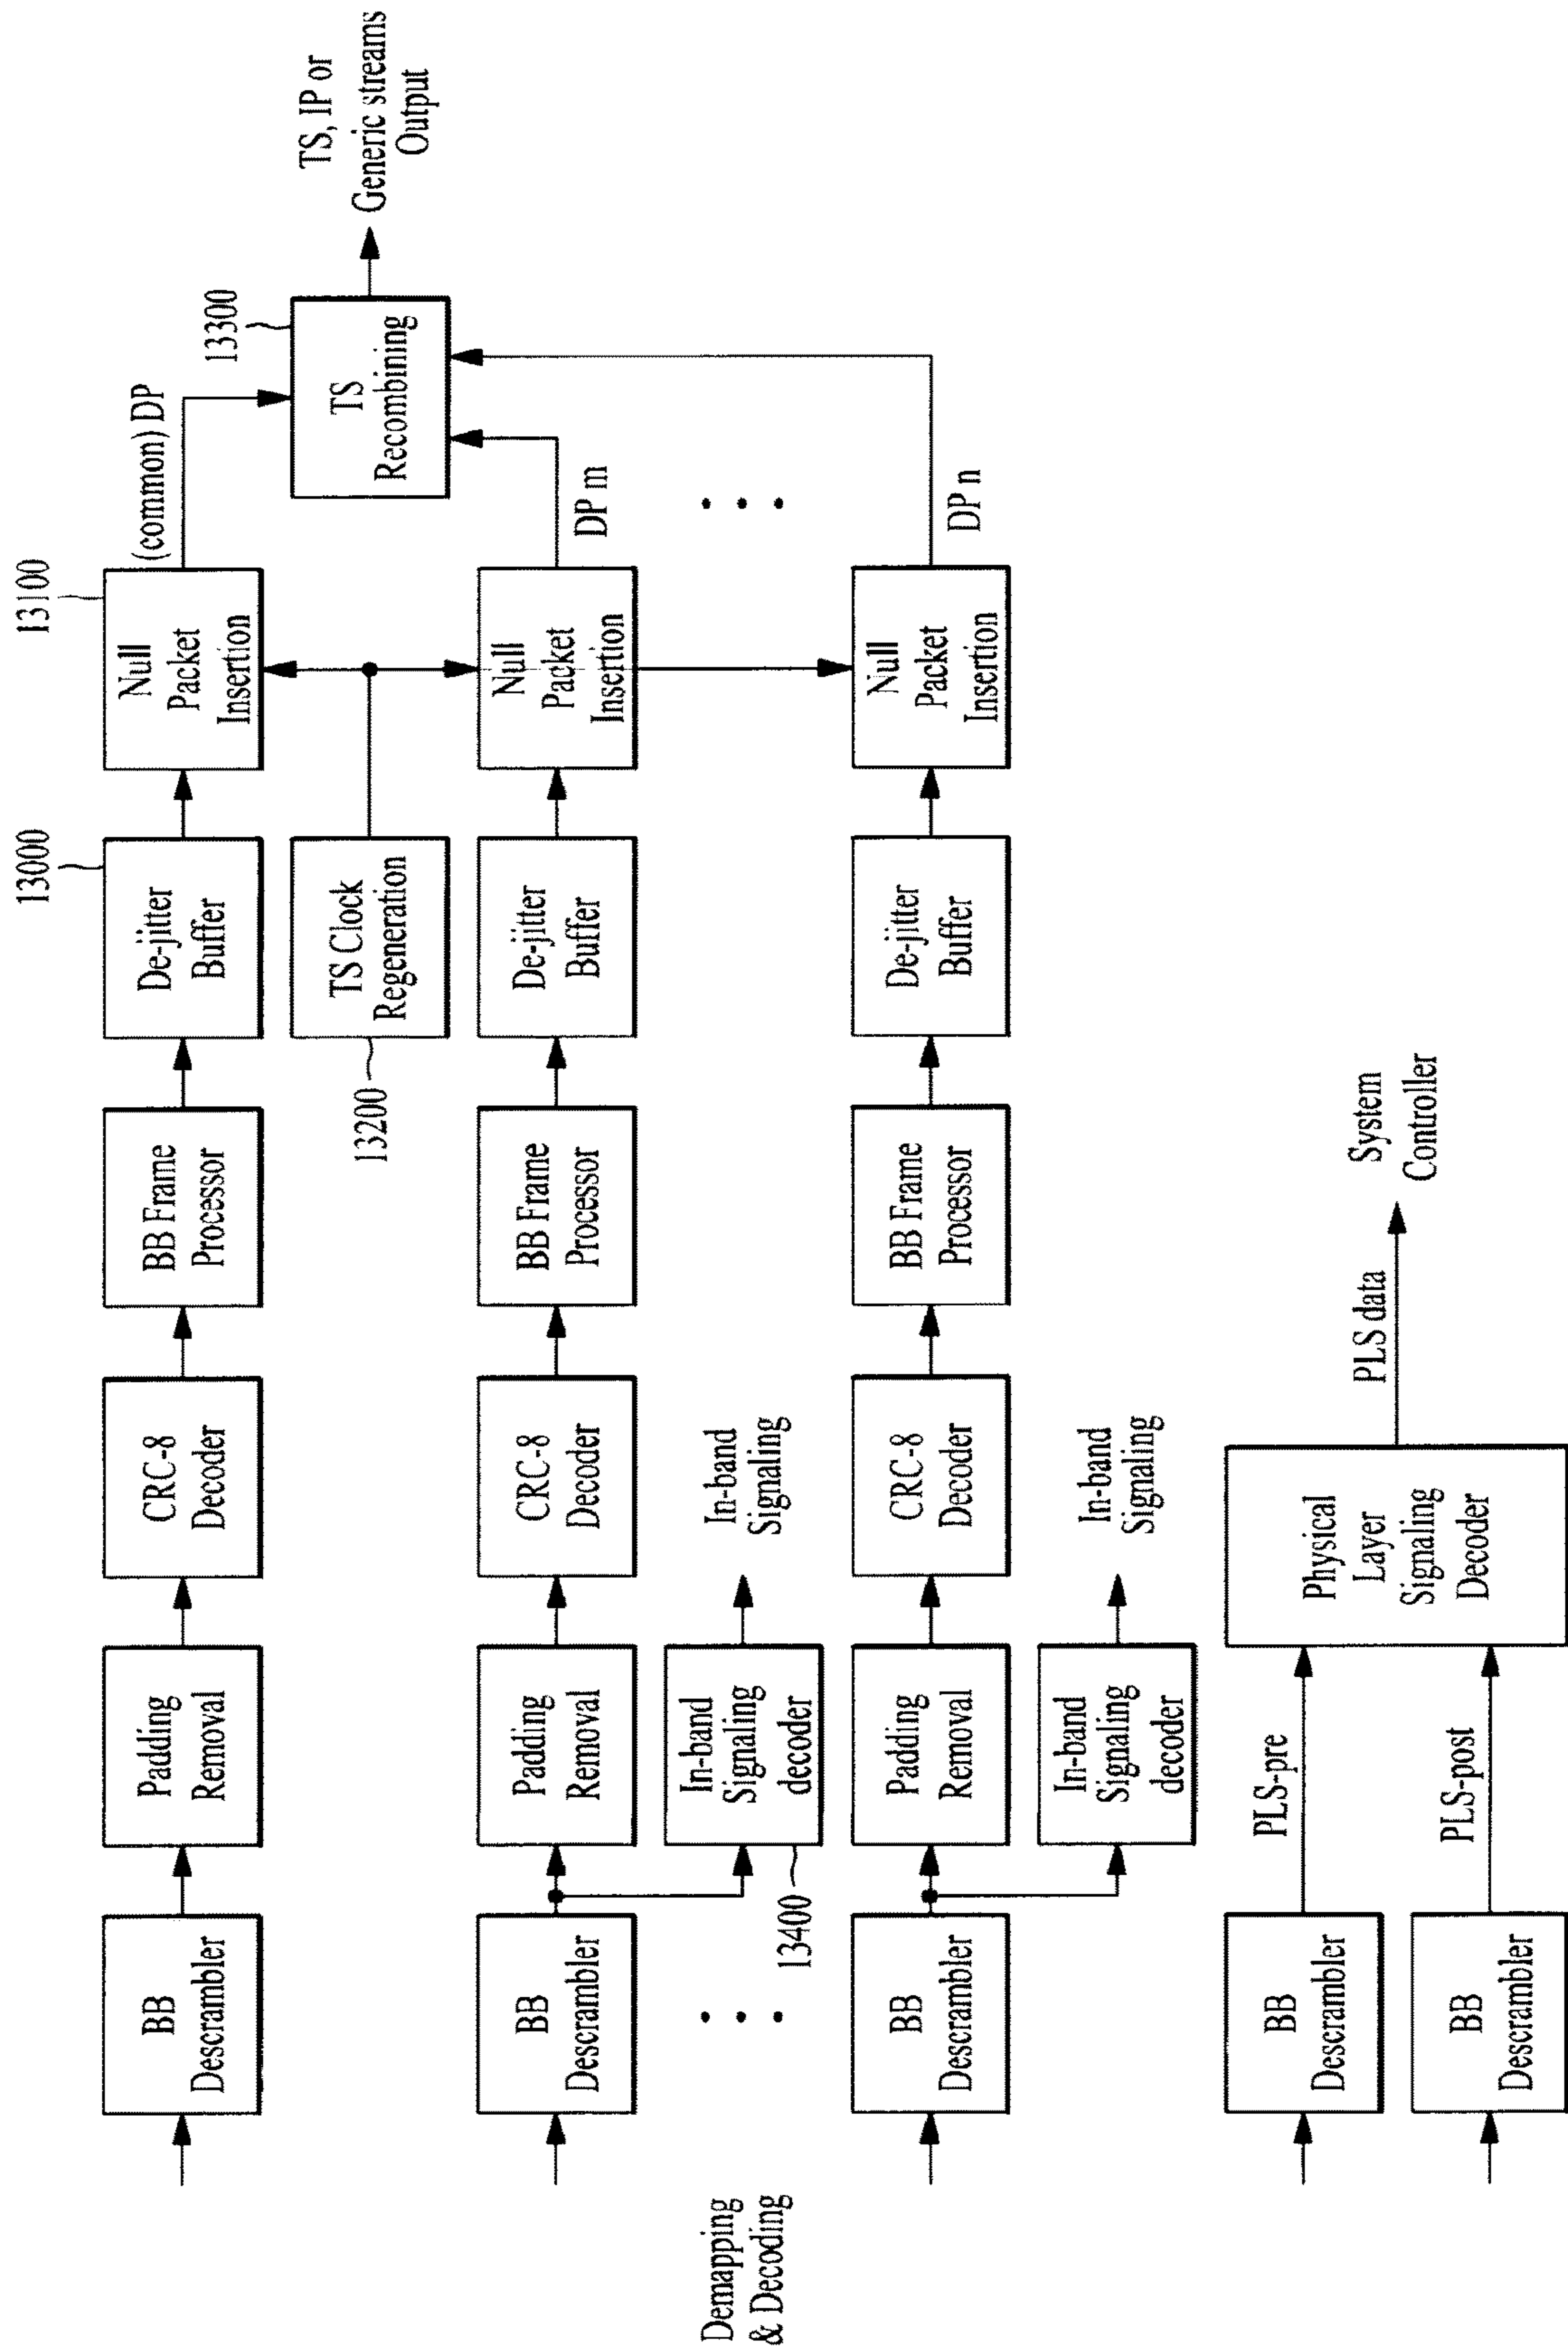 Demapping
& Decoding
BB
Descrambler
Padding
Removal
CRC-8
Decoder
BB Frame
Processor
13000
De-jitter
Buffer
13100
Null
Packet
Insertion
(common) DP
13200
TS Clock
Regeneration
13300
TS
Recombining
TS, IP or
Generic streams
Output
BB
Descrambler
Padding
Removal
CRC-8
Decoder
BB Frame
Processor
De-jitter
Buffer
Null
Packet
Insertion
DP m
13400
In-band
Signaling
decoder
In-band
Signaling
BB
Descrambler
Padding
Removal
CRC-8
Decoder
BB Frame
Processor
De-jitter
Buffer
Null
Packet
Insertion
DP n
In-band
Signaling
decoder
In-band
Signaling
BB
Descrambler
PLS-pre
BB
Descrambler
PLS-post
Physical
Layer
Signaling
Decoder
PLS data
System
Controller